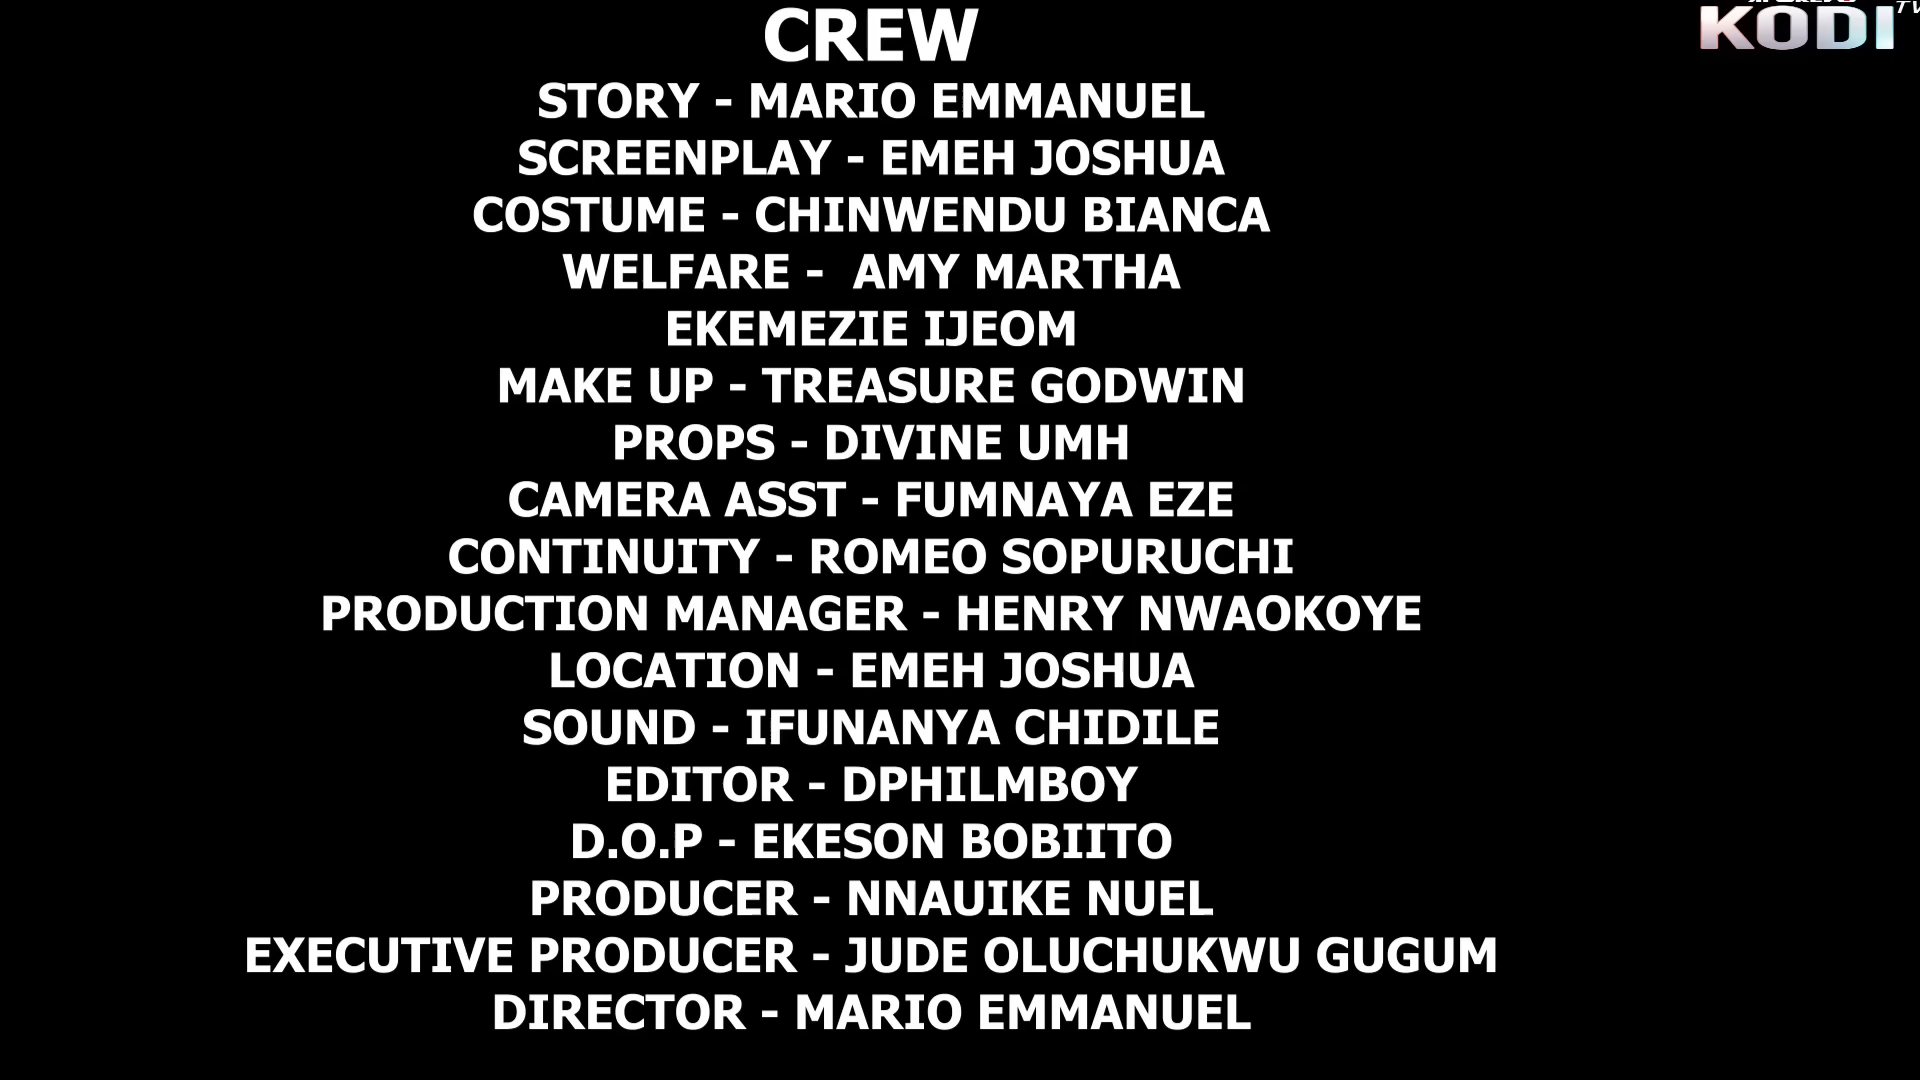 CREW
KODI TV
STORY - MARIO EMMANUEL
SCREENPLAY - EMEH JOSHUA
COSTUME - CHINWENDU BIANCA
WELFARE -  AMY MARTHA
EKEMEZIE IJEOM
MAKE UP - TREASURE GODWIN
PROPS - DIVINE UMH
CAMERA ASST - FUMNAYA EZE
CONTINUITY - ROMEO SOPURUCHI
PRODUCTION MANAGER - HENRY NWAOKOYE
LOCATION - EMEH JOSHUA
SOUND - IFUNANYA CHIDILE
EDITOR - DPHILMBOY
D.O.P - EKESON BOBIITO
PRODUCER - NNAUIKE NUEL
EXECUTIVE PRODUCER - JUDE OLUCHUKWU GUGUM
DIRECTOR - MARIO EMMANUEL